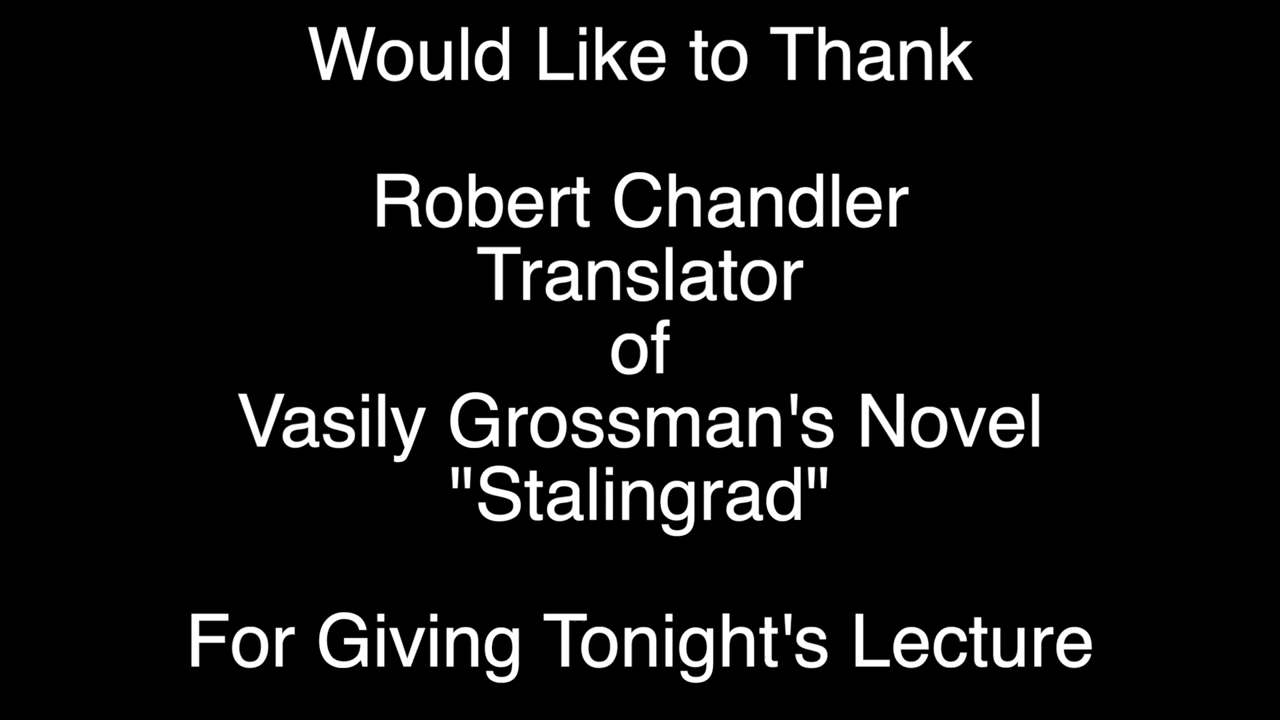 Would Like to Thank
Robert Chandler
Translator
of
Vasily Grossman's Novel
"Stalingrad"
For Giving Tonight's Lecture